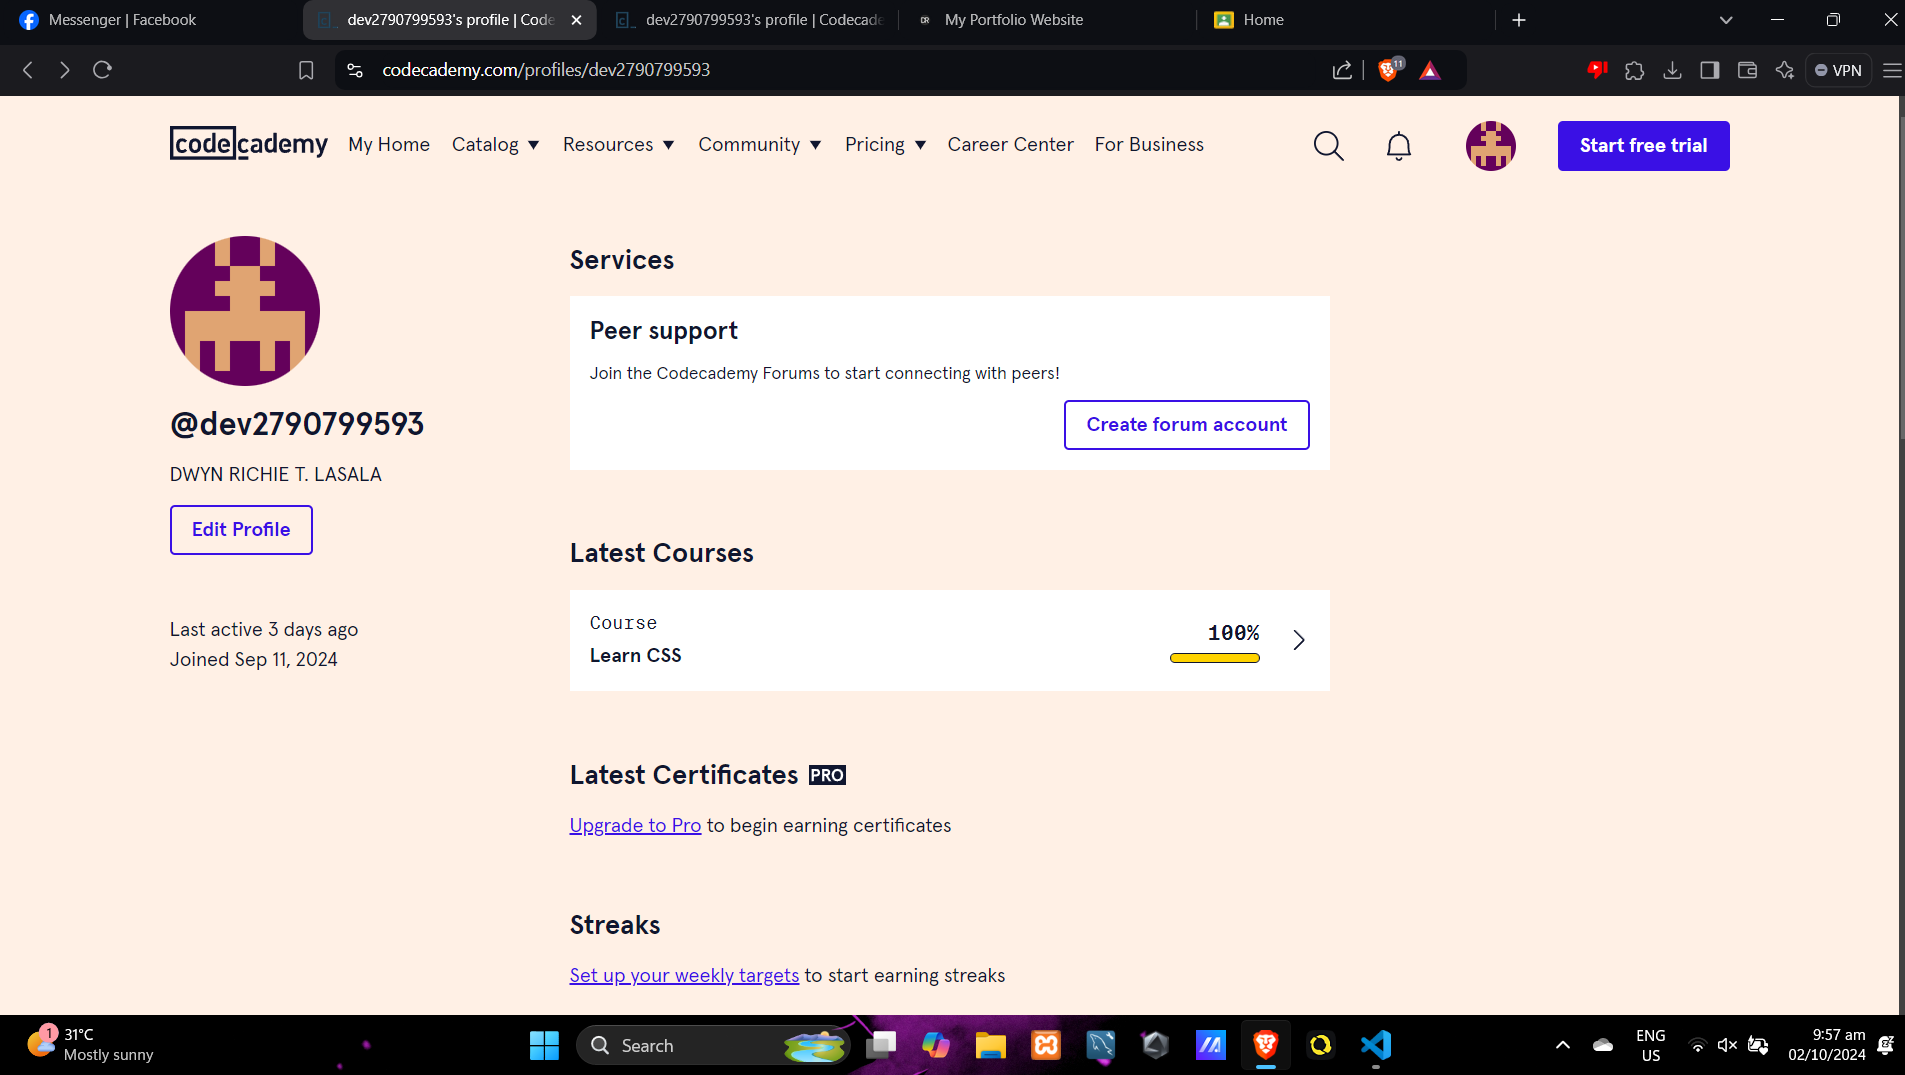 Messenger | Facebook
dev2790799593's profile | Code
dev2790799593's profile | Codecade
My Portfolio Website
Home
codecademy.com/profiles/dev2790799593
11
VPN
codecademy
My Home
Catalog
Resources
Community
Pricing
Career Center
For Business
Start free trial
@dev2790799593
DWYN RICHIE T. LASALA
Edit Profile
Last active 3 days ago
Joined Sep 11, 2024
Services
Peer support
Join the Codecademy Forums to start connecting with peers!
Create forum account
Latest Courses
Course
100%
Learn CSS
Latest Certificates PRO
Upgrade to Pro to begin earning certificates
Streaks
Set up your weekly targets to start earning streaks
1
31°C
Mostly sunny
Search
ENG
US
9:57 am
02/10/2024